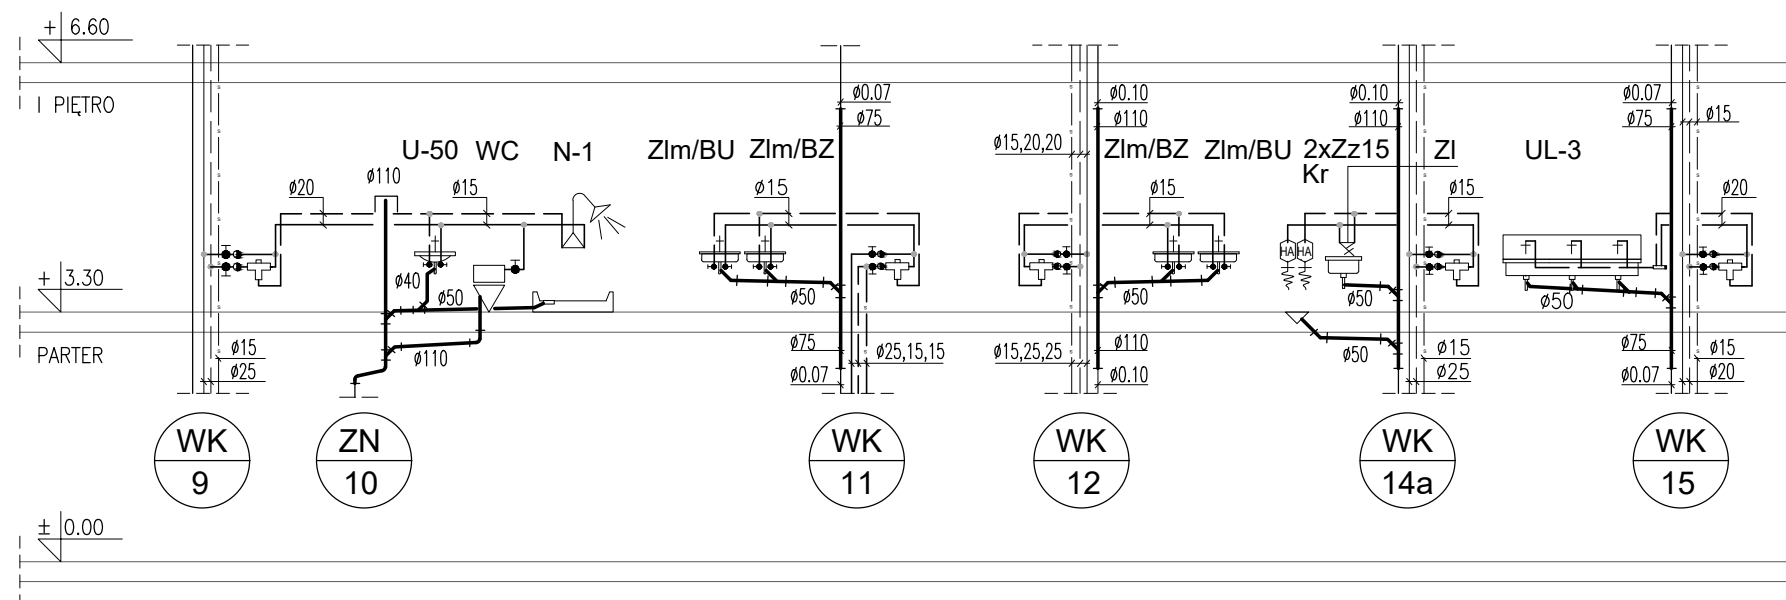 + 6.60
I PIĘTRO
ø0.07
ø0.10
ø0.10
ø0.07
ø75
ø110
ø110
ø75
ø15
U-50 WC N-1 Zlm/BU Zlm/BZ ø15,20,20 Zlm/BZ Zlm/BU 2xZz15 Zl UL-3
Kr
ø110
ø20
ø15
ø15
ø15
ø15
ø20
HA HA
+ 3.30
ø40
ø50
ø50
ø50
ø50
ø50
PARTER
ø15
ø110
ø75
ø25,15,15
ø15,25,25
ø110
ø50
ø15
ø75
ø15
ø25
ø0.07
ø0.10
ø25
ø0.07
ø20
WK
9
ZN
10
WK
11
WK
12
WK
14a
WK
15
± 0.00